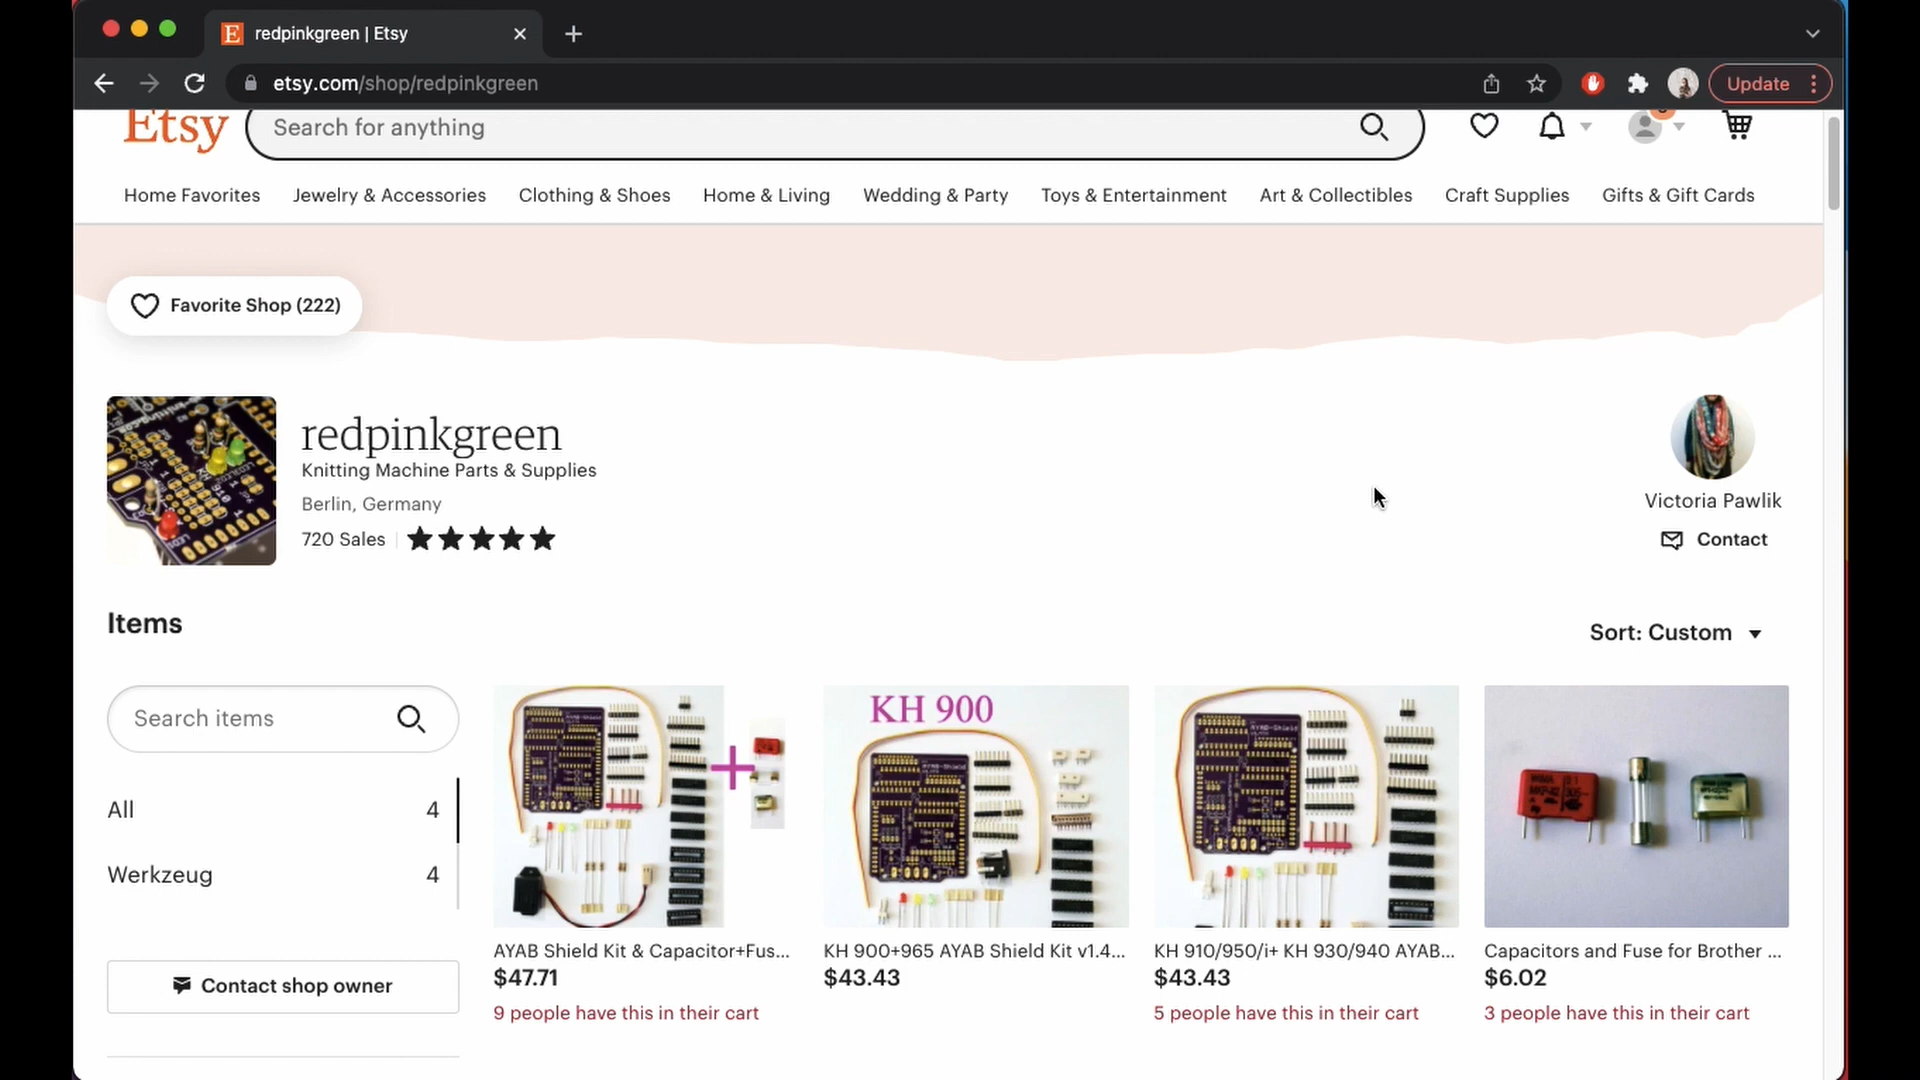 redpinkgreen | Etsy
etsy.com/shop/redpinkgreen
Update
Etsy
Search for anything
Home Favorites
Jewelry & Accessories
Clothing & Shoes
Home & Living
Wedding & Party
Toys & Entertainment
Art & Collectibles
Craft Supplies
Gifts & Gift Cards
Favorite Shop (222)
redpinkgreen
Knitting Machine Parts & Supplies
Berlin, Germany
720 Sales
Victoria Pawlik
Contact
Items
Sort: Custom
Search items
All 4
Werkzeug 4
Contact shop owner
KH 900
AYAB Shield Kit & Capacitor+Fus...
$47.71
9 people have this in their cart
KH 900+965 AYAB Shield Kit v1.4...
$43.43
KH 910/950/i+ KH 930/940 AYAB...
$43.43
5 people have this in their cart
Capacitors and Fuse for Brother ...
$6.02
3 people have this in their cart